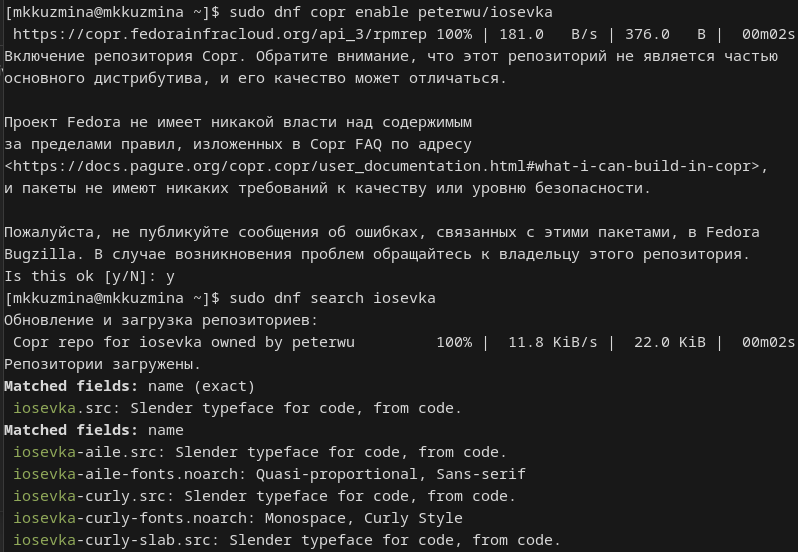 [mkkuzmina@mkkuzmina ~]$ sudo dnf copr enable peterwu/iosevka
https://copr.fedorainfracloud.org/api_3/rpmrep 100% | 181.0   B/s | 376.0   B |  00m02s
Включение репозитория Copr. Обратите внимание, что этот репозиторий не является частью
основного дистрибутива, и его качество может отличаться.
Проект Fedora не имеет никакой власти над содержимым
за пределами правил, изложенных в Copr FAQ по адресу
<https://docs.pagure.org/copr.copr/user_documentation.html#what-i-can-build-in-copr>,
и пакеты не имеют никаких требований к качеству или уровню безопасности.
Пожалуйста, не публикуйте сообщения об ошибках, связанных с этими пакетами, в Fedora
Bugzilla. В случае возникновения проблем обращайтесь к владельцу этого репозитория.
Is this ok [y/N]: y
[mkkuzmina@mkkuzmina ~]$ sudo dnf search iosevka
Обновление и загрузка репозиториев:
Copr repo for iosevka owned by peterwu         100% |  11.8 KiB/s |  22.0 KiB |  00m02s
Репозитории загружены.
Matched fields: name (exact)
iosevka.src: Slender typeface for code, from code.
Matched fields: name
iosevka-aile.src: Slender typeface for code, from code.
iosevka-aile-fonts.noarch: Quasi-proportional, Sans-serif
iosevka-curly.src: Slender typeface for code, from code.
iosevka-curly-fonts.noarch: Monospace, Curly Style
iosevka-curly-slab.src: Slender typeface for code, from code.